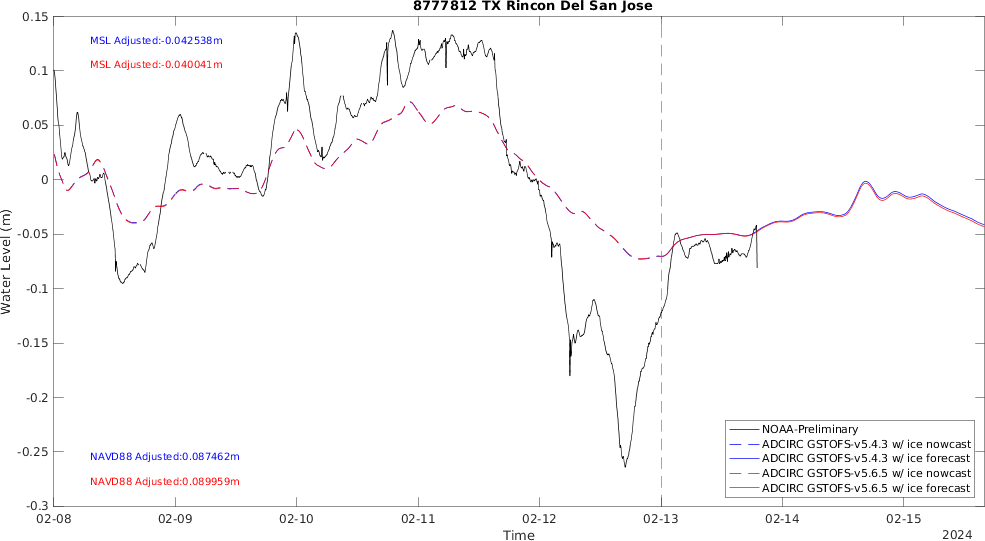 8777812 TX Rincon Del San Jose
0.15
0.1
0.05
0
-0.05
-0.1
-0.15
-0.2
-0.25
-0.3
Water Level (m)
MSL Adjusted:-0.042538m
MSL Adjusted:-0.040041m
NAVD88 Adjusted:0.087462m
NAVD88 Adjusted:0.089959m
NOAA-Preliminary
ADCIRC GSTOFS-v5.4.3 w/ ice nowcast
ADCIRC GSTOFS-v5.4.3 w/ ice forecast
ADCIRC GSTOFS-v5.6.5 w/ ice nowcast
ADCIRC GSTOFS-v5.6.5 w/ ice forecast
02-08 02-09 02-10 02-11 02-12 02-13 02-14 02-15
Time
2024